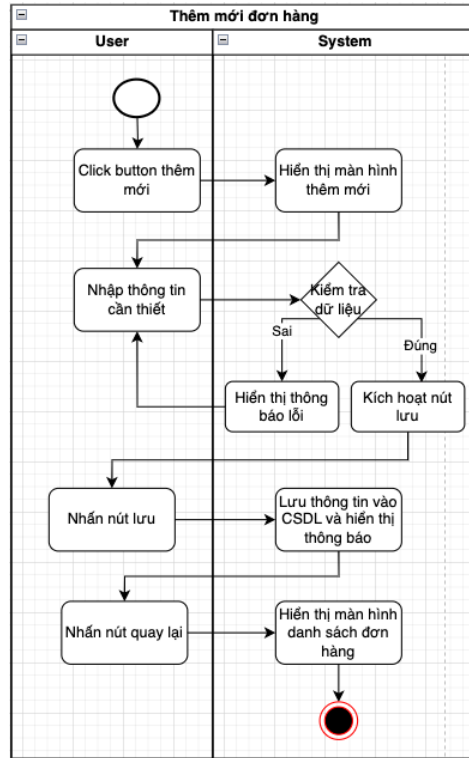 Thêm mới đơn hàng
User
System
Click button thêm
mới
Hiển thị màn hình
thêm mới
Nhập thông tin
cần thiết
Kiểm tra
dữ liệu
Sai
Đúng
Hiển thị thông
báo lỗi
Kích hoạt nút
lưu
Nhấn nút lưu
Lưu thông tin vào
CSDL và hiển thị
thông báo
Nhấn nút quay lại
Hiển thị màn hình
danh sách đơn
hàng